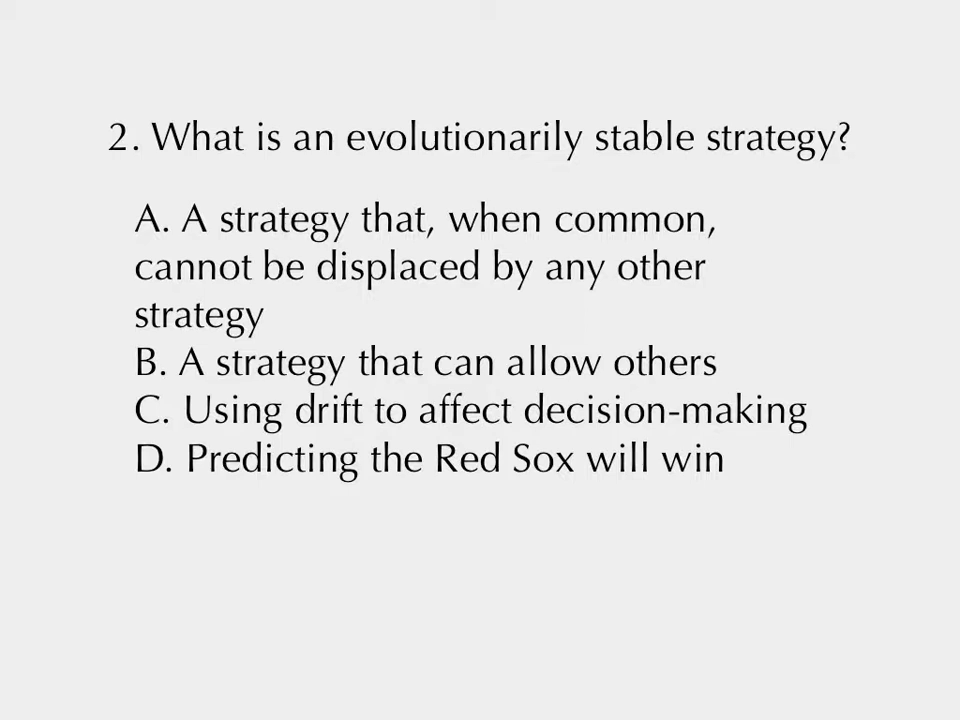 2. What is an evolutionarily stable strategy?
A. A strategy that, when common,
cannot be displaced by any other
strategy
B. A strategy that can allow others
C. Using drift to affect decision-making
D. Predicting the Red Sox will win